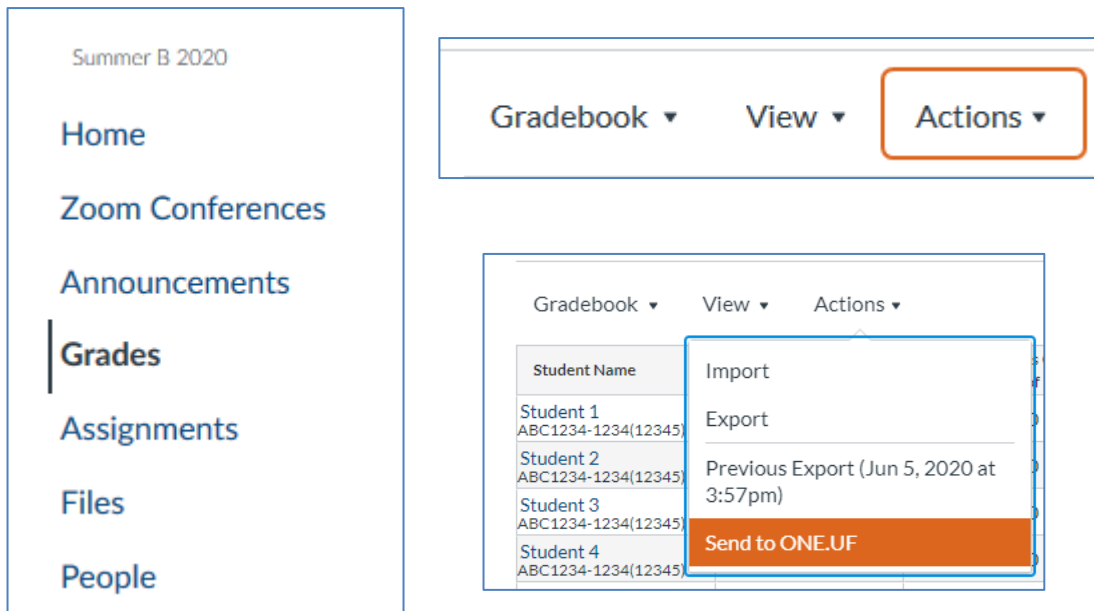 Summer B 2020
Home
Zoom Conferences
Announcements
Grades
Assignments
Files
People
Gradebook View Actions
Gradebook View Actions
Student Name
Student 1
ABC1234-1234(12345)
Student 2
ABC1234-1234(12345)
Student 3
ABC1234-1234(12345)
Student 4
ABC1234-1234(12345)
Import
Export
Previous Export (Jun 5, 2020 at
3:57pm)
Send to ONE.UF